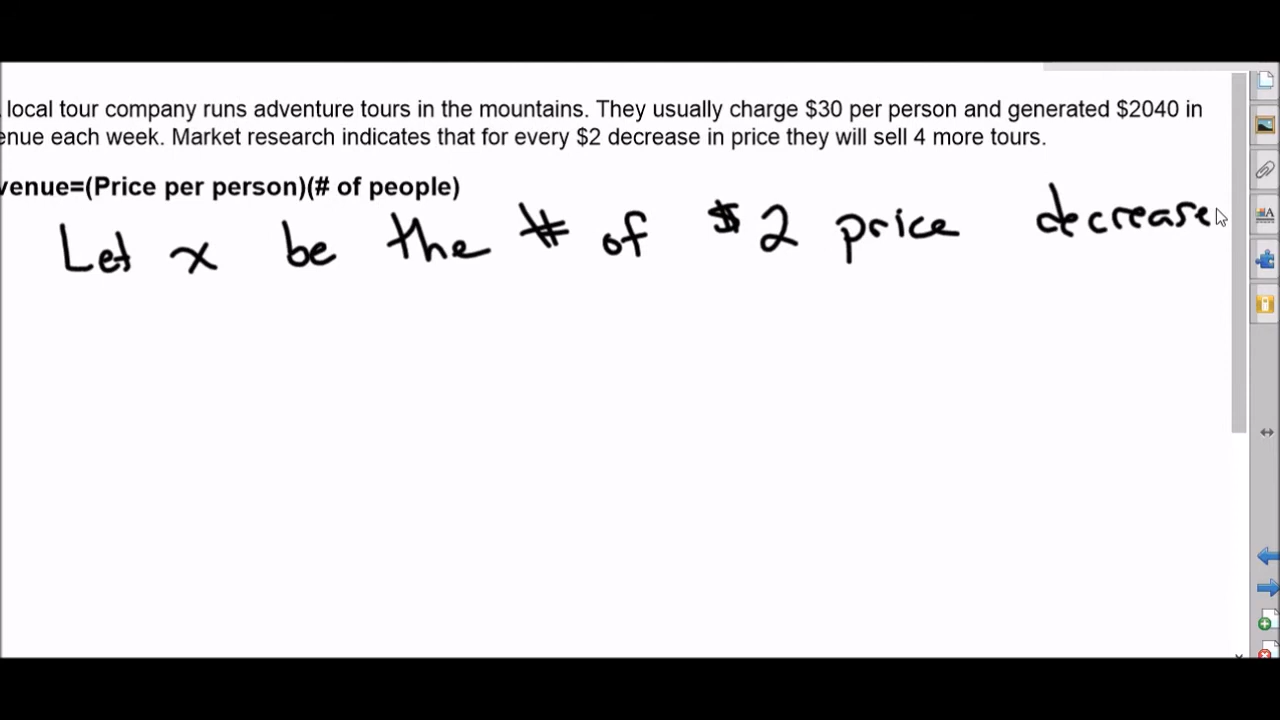 local tour company runs adventure tours in the mountains. They usually charge $30 per person and generated $2040 in
enue each week. Market research indicates that for every $2 decrease in price they will sell 4 more tours.
venue=(Price per person)(# of people)
Let x be the # of $2 price decrease